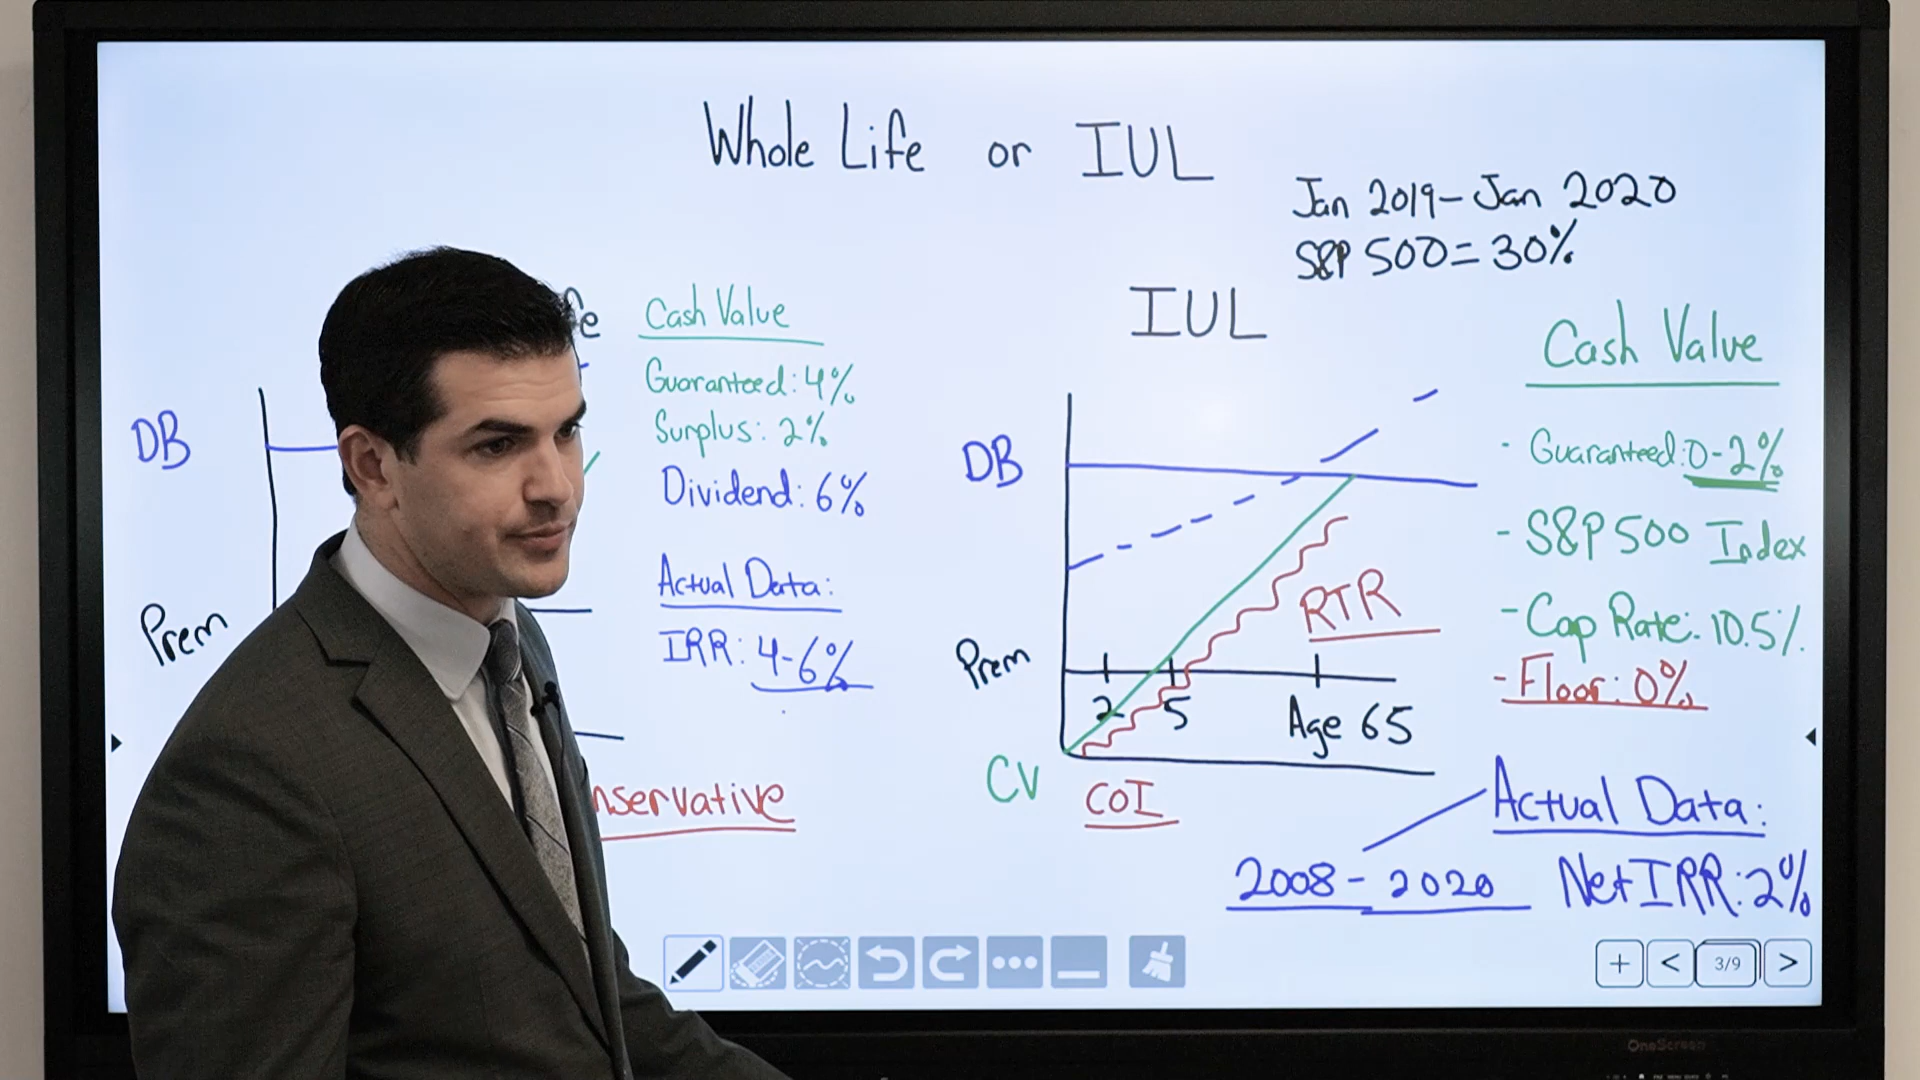 Whole Life or IUL
Jan 2019- Jan 2020
S&P 500 = 30%
Cash Value
Guaranteed: 4%
Surplus: 2%
Dividend: 6%
Actual Data:
IRR: 4-6%
DB
Prem
IUL
DB
Prem
2 5 Age 65
CV
COI
RTR
Cash Value
- Guaranteed: 0-2%
- S&P 500 Index
- Cap Rate: 10.5%
- Floor: 0%
Actual Data:
2008 - 2020 Net IRR: 2%
3/9
OneScreen